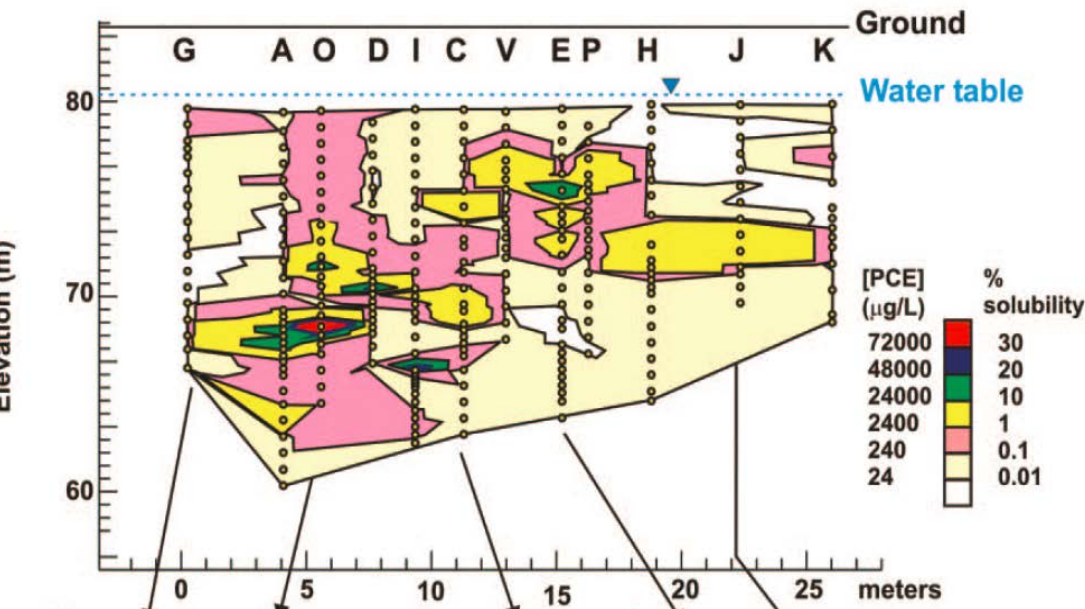 Ground
G A O D I C V E P H J K
Water table
80
70
60
Elevation (m)
[PCE] %
(µg/L) solubility
72000 30
48000 20
24000 10
2400 1
240 0.1
24 0.01
0 5 10 15 20 25 meters